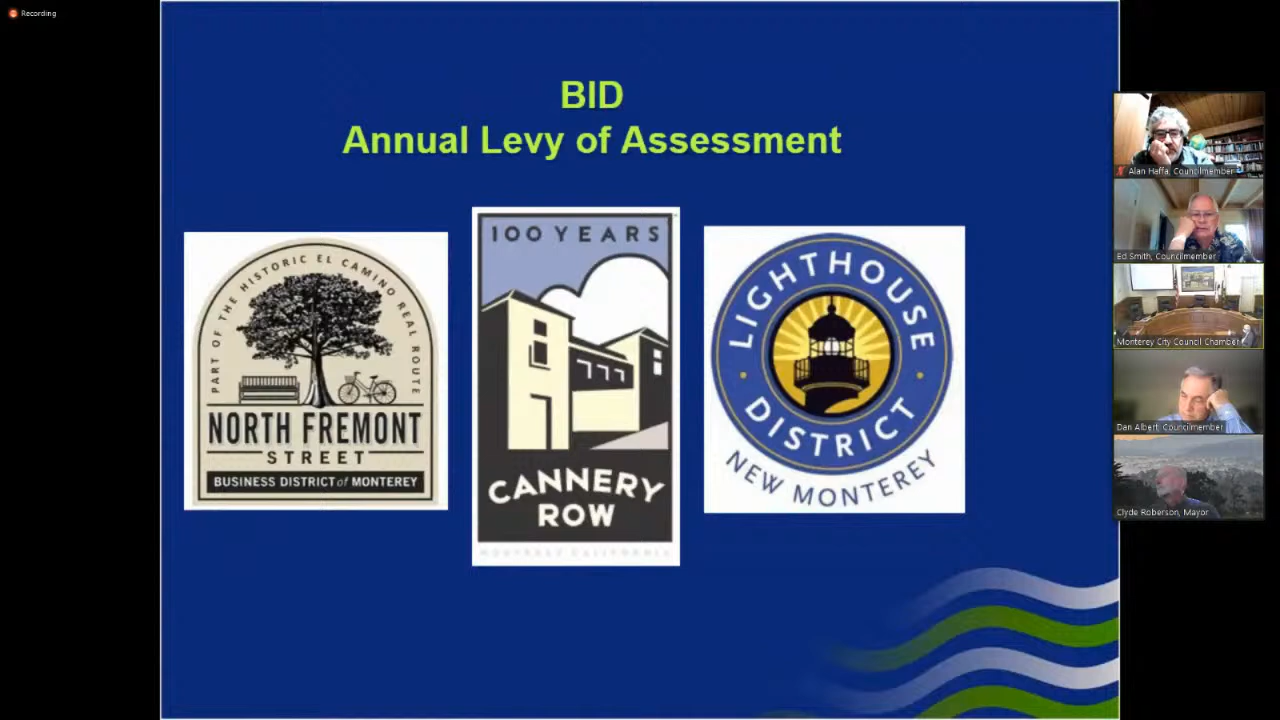 Recording
BID
Annual Levy of Assessment
PART OF THE HISTORIC EL CAMINO REAL ROUTE
NORTH FREMONT
STREET
BUSINESS DISTRICT of MONTEREY
100 YEARS
CANNERY
ROW
MONTEREY CALIFORNIA
LIGHTHOUSE
DISTRICT
NEW MONTEREY
Alan Haffa, Councilmember
Ed Smith, Councilmember
Monterey City Council Chamber
Dan Albert, Councilmember
Clyde Roberson, Mayor